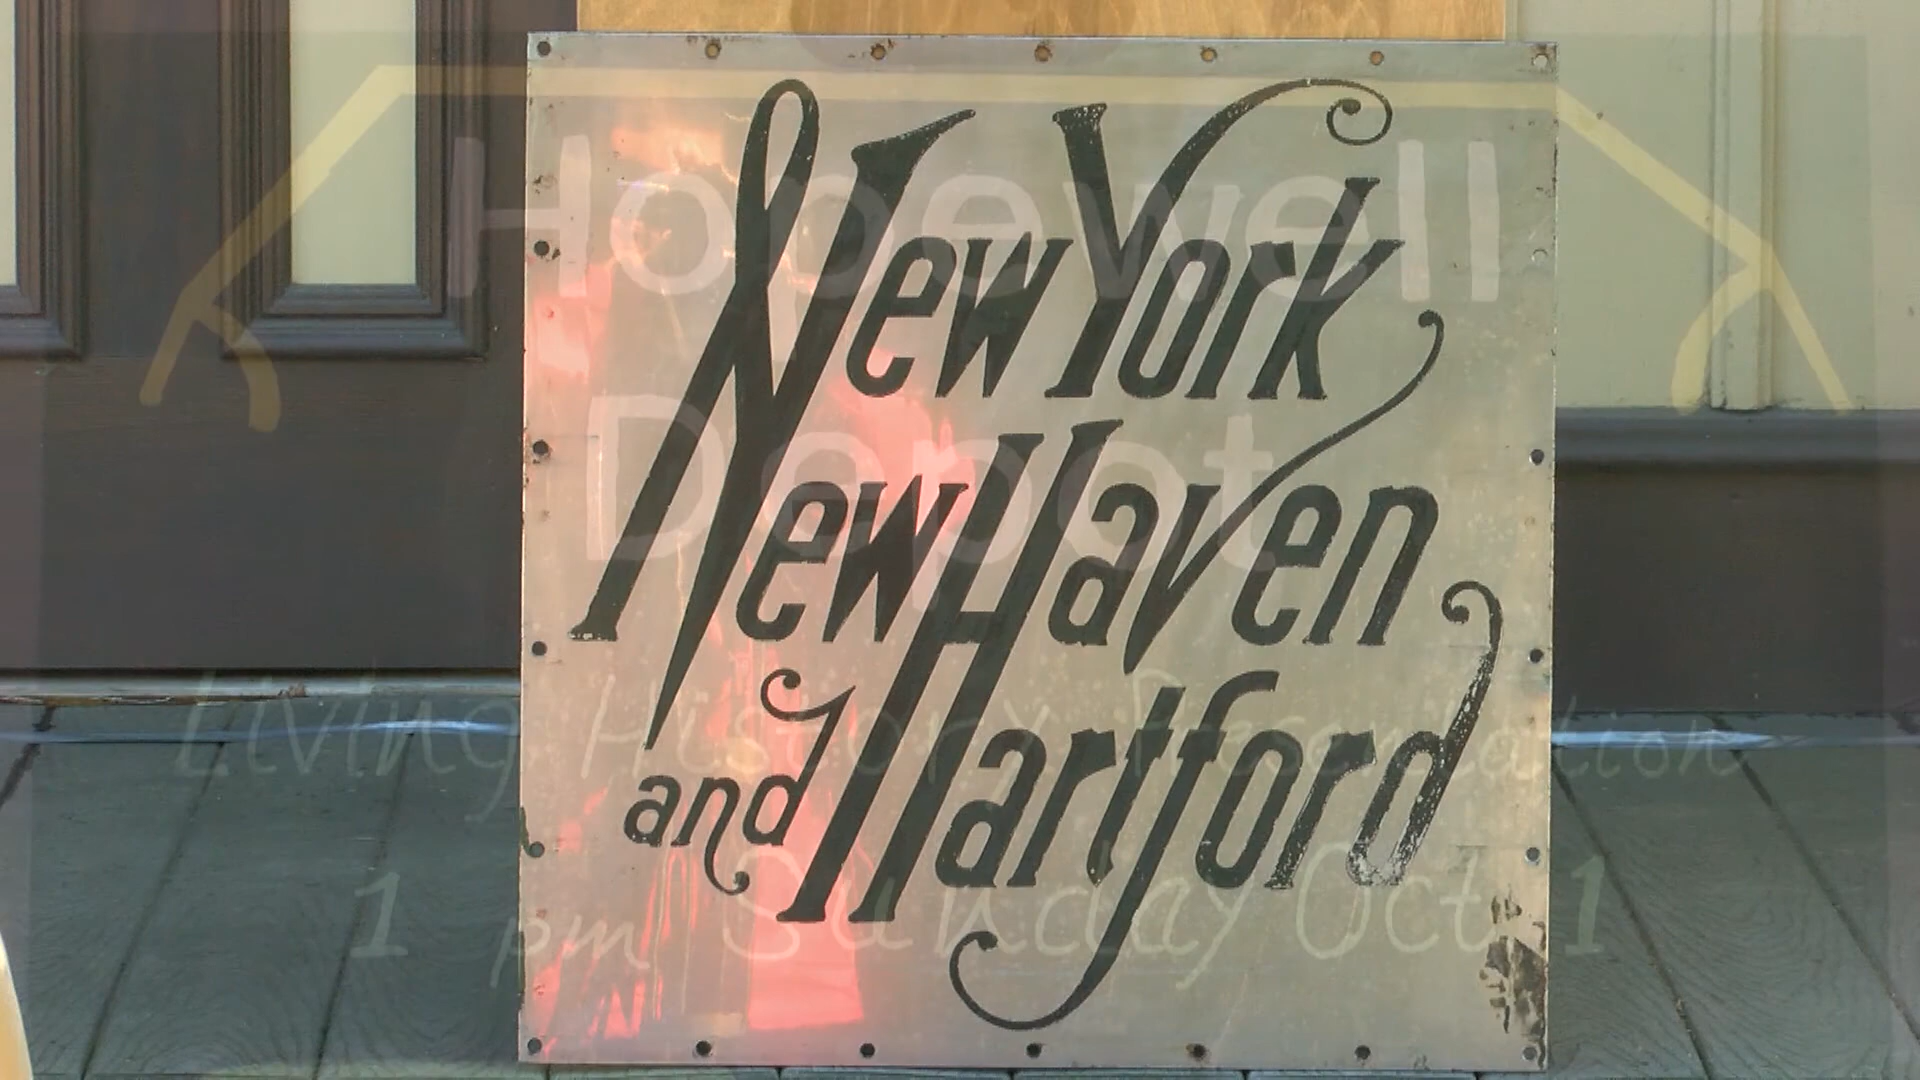 New York
New Haven
and Hartford
Hopewell
Depot
Living History Presentation
1 pm Sunday Oct 1